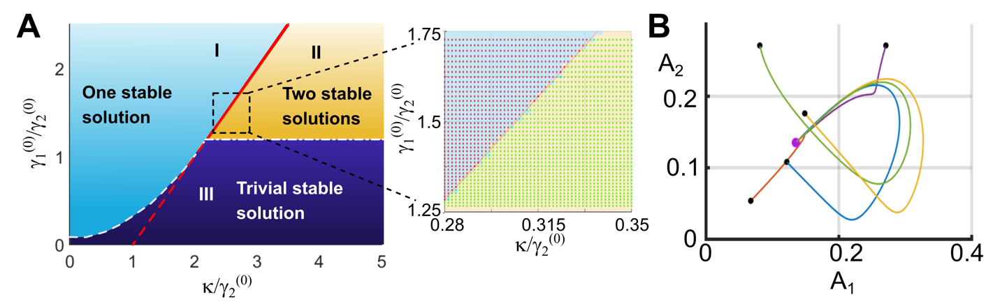 A
I
II
One stable
solution
Two stable
solutions
III
Trivial stable
solution
2
1
0
0
1
2
3
4
5
γ₁⁽⁰⁾/γ₂⁽⁰⁾
κ/γ₂⁽⁰⁾
1.75
1.5
1.25
0.28
0.315
0.35
γ₁⁽⁰⁾/γ₂⁽⁰⁾
κ/γ₂⁽⁰⁾
B
A₂
0.2
0.1
0
0
0.2
0.4
A₁